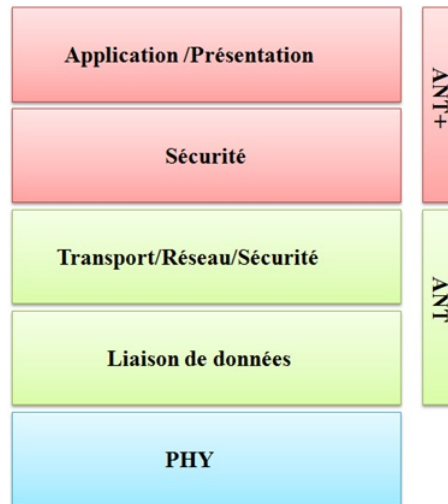 Application /Présentation
Sécurité
Transport/Réseau/Sécurité
Liaison de données
PHY
ANT+
ANT